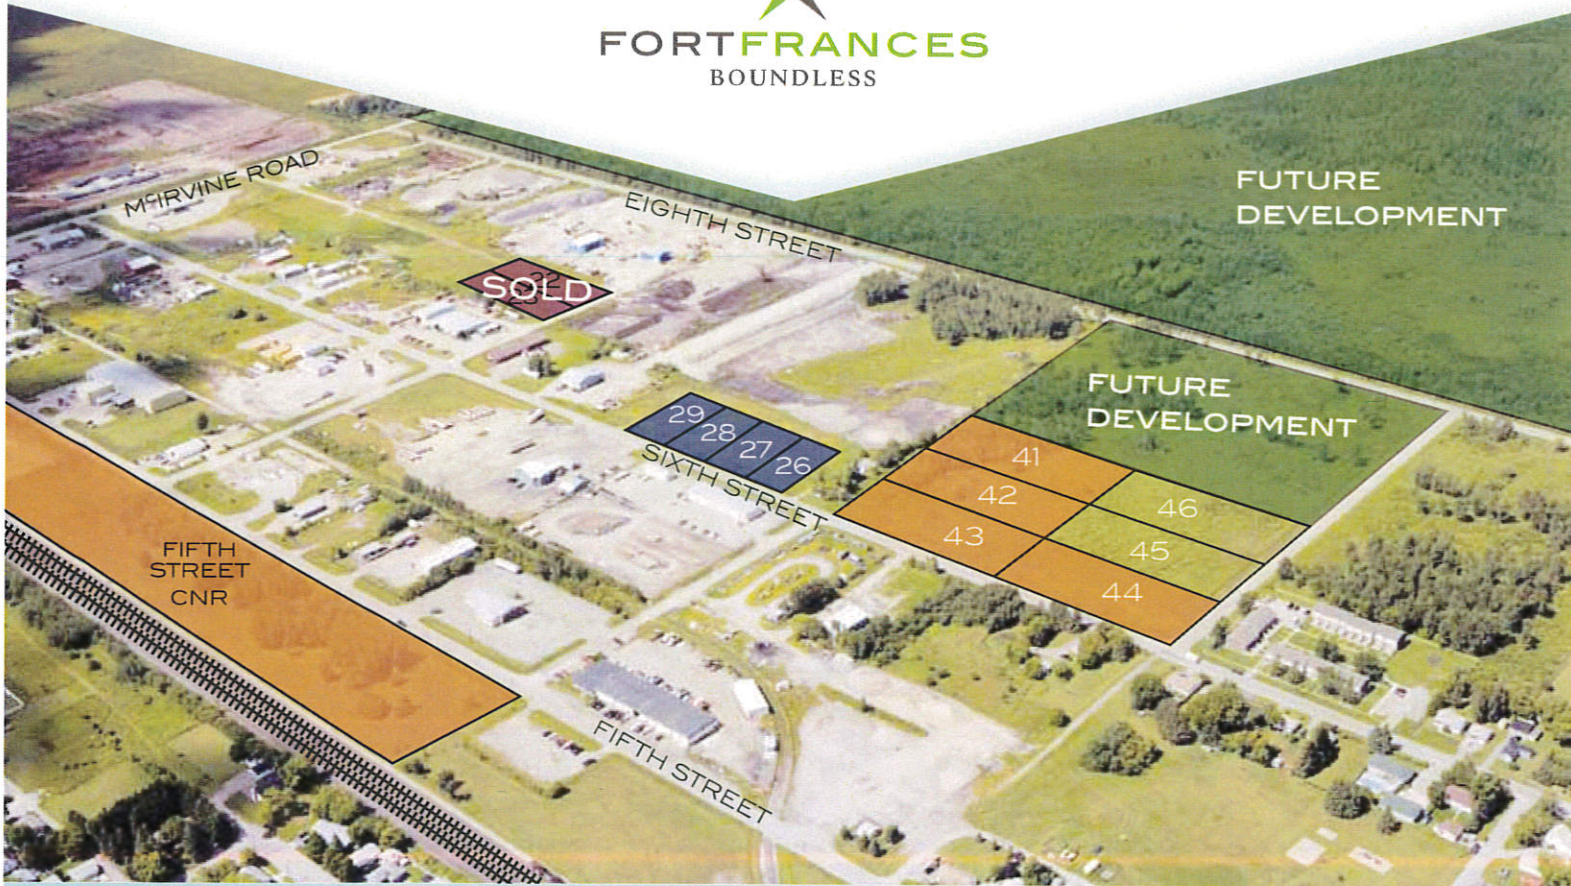 FORTFRANCES
BOUNDLESS
McIRVINE ROAD
EIGHTH STREET
FUTURE
DEVELOPMENT
SOLD
FUTURE
DEVELOPMENT
29
28
27
26
SIXTH STREET
41
42
43
46
45
44
FIFTH
STREET
CNR
FIFTH STREET